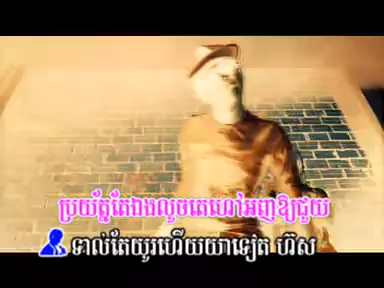 ប្រយ័ត្នតែឯងលួចតេហៅអញឱ្យជួយ
ទាល់តែយូរហើយយាទៀត ហ៊ស